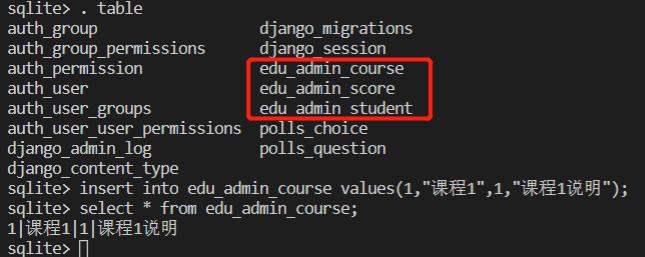 sqlite> . table
auth_group                  django_migrations
auth_group_permissions      django_session
auth_permission             edu_admin_course
auth_user                   edu_admin_score
auth_user_groups            edu_admin_student
auth_user_user_permissions  polls_choice
django_admin_log            polls_question
django_content_type
sqlite> insert into edu_admin_course values(1,"课程1",1,"课程1说明");
sqlite> select * from edu_admin_course;
1|课程1|1|课程1说明
sqlite>